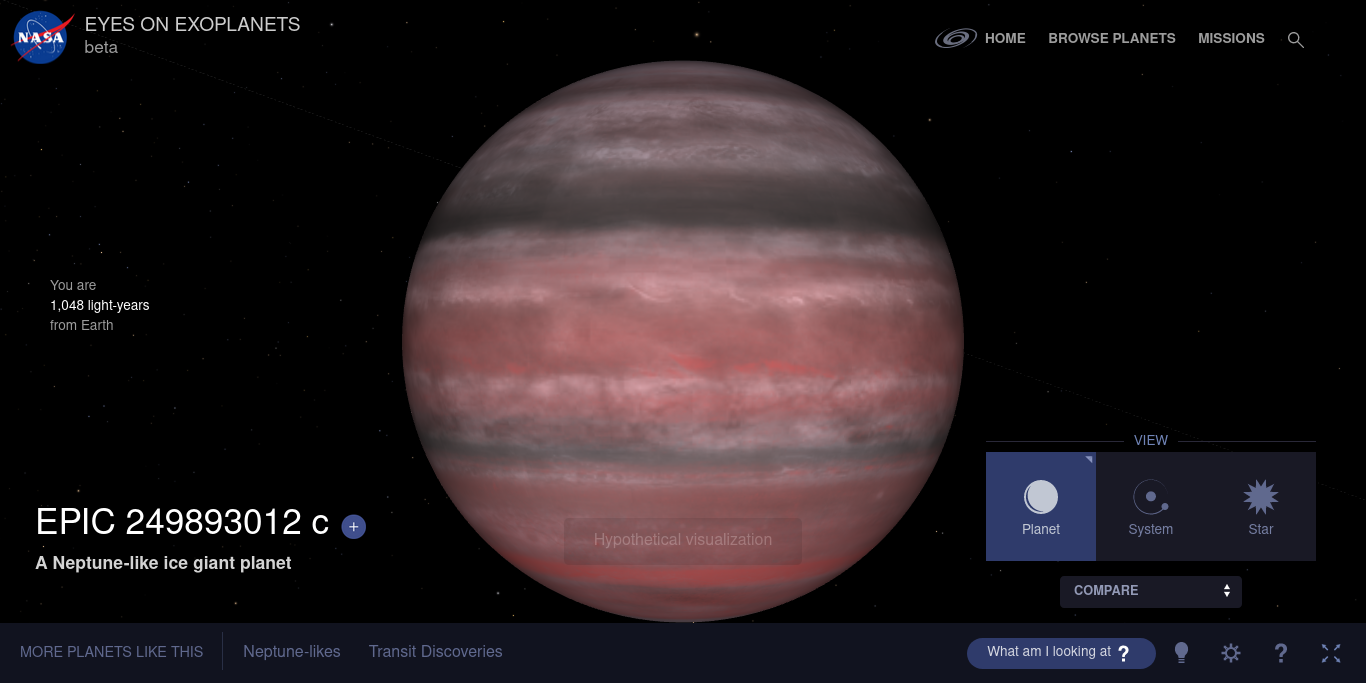 NASA
EYES ON EXOPLANETS
beta
HOME
BROWSE PLANETS
MISSIONS
You are
1,048 light-years
from Earth
VIEW
Planet
System
Star
EPIC 249893012 c +
A Neptune-like ice giant planet
Hypothetical visualization
COMPARE
MORE PLANETS LIKE THIS
Neptune-likes
Transit Discoveries
What am I looking at ?
?